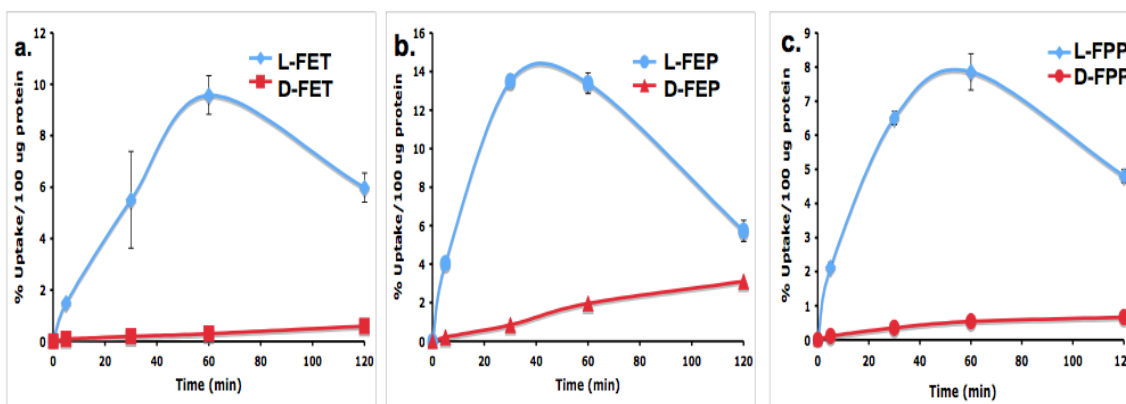 a.
L-FET
D-FET
% Uptake/100 ug protein
12
10
8
6
4
2
0
0 20 40 60 80 100 120
Time (min)
b.
L-FEP
D-FEP
% Uptake/100 ug protein
16
14
12
10
8
6
4
2
0
0 20 40 60 80 100 120
Time (min)
c.
L-FPP
D-FPP
% Uptake/100 ug protein
9
8
7
6
5
4
3
2
1
0
0 20 40 60 80 100 120
Time (min)